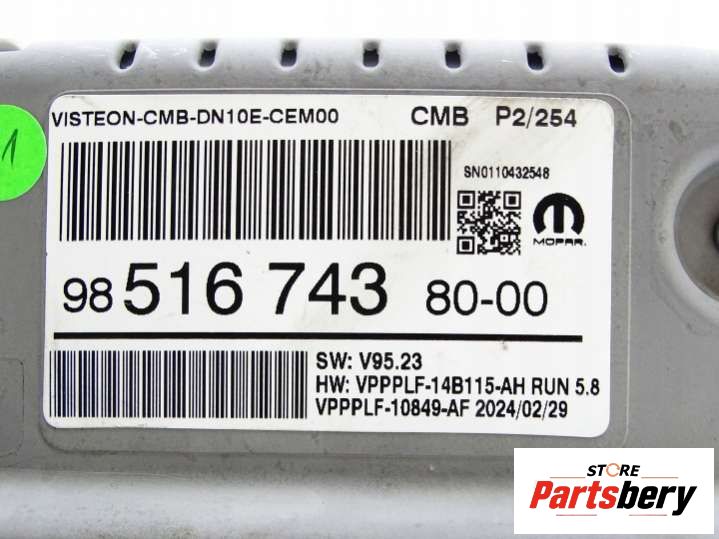 VISTEON-CMB-DN10E-CEM00 CMB P2/254
1
SN0110432548
MOPAR.
98 516 743 80-00
SW: V95.23
HW: VPPPLF-14B115-AH RUN 5.8
VPPPLF-10849-AF 2024/02/29
STORE
Partsbery